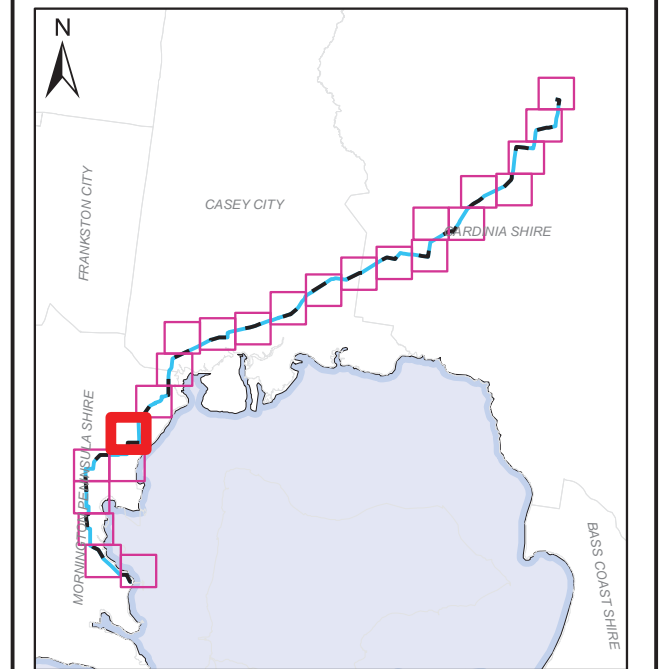 N
CASEY CITY
FRANKSTON CITY
CARDINIA SHIRE
MORNINGTON PENINSULA SHIRE
BASS COAST SHIRE